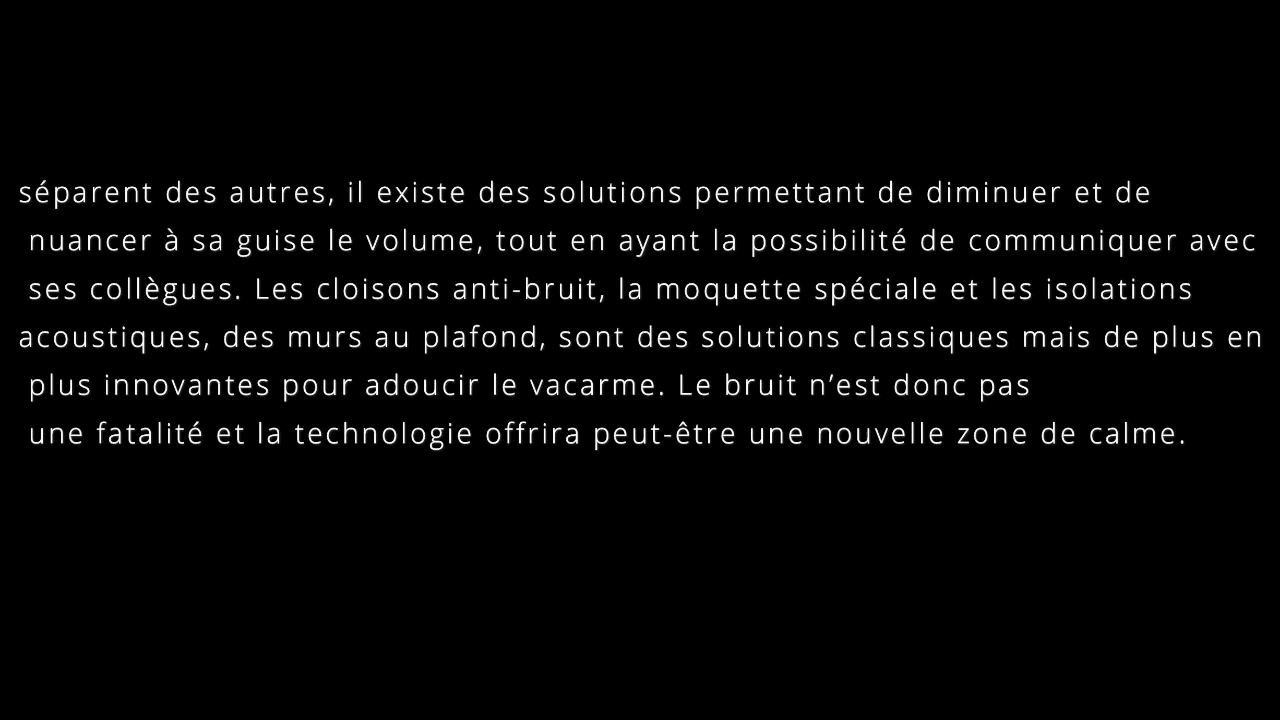 séparent des autres, il existe des solutions permettant de diminuer et de
nuancer à sa guise le volume, tout en ayant la possibilité de communiquer avec
ses collègues. Les cloisons anti-bruit, la moquette spéciale et les isolations
acoustiques, des murs au plafond, sont des solutions classiques mais de plus en
plus innovantes pour adoucir le vacarme. Le bruit n’est donc pas
une fatalité et la technologie offrira peut-être une nouvelle zone de calme.